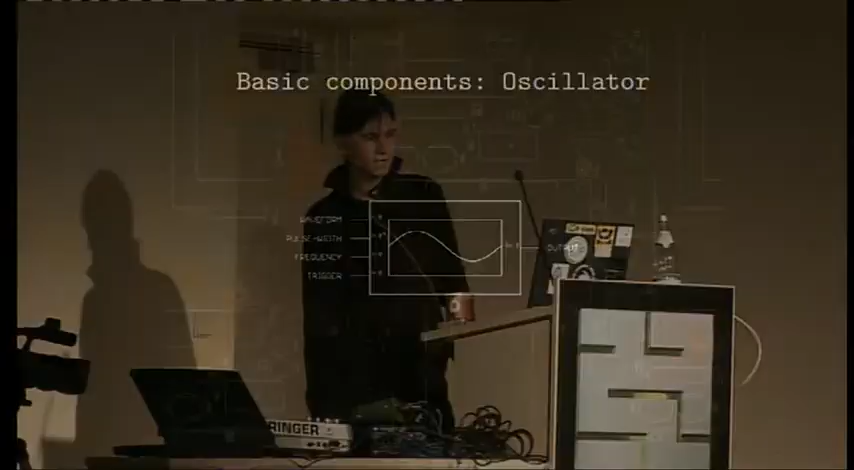 Basic components: Oscillator
WAVEFORM
PULSE-WIDTH
FREQUENCY
TRIGGER
OUTPUT
RINGER